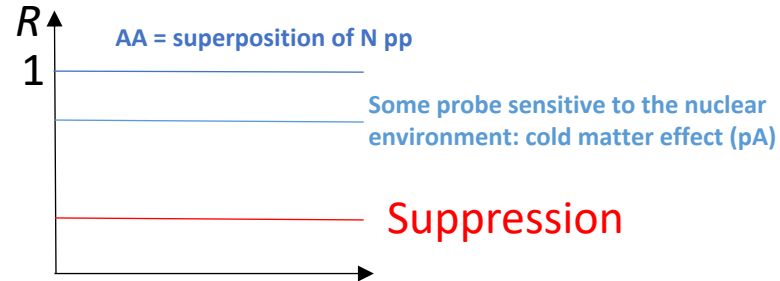 R
AA = superposition of N pp
1
Some probe sensitive to the nuclear
environment: cold matter effect (pA)
Suppression